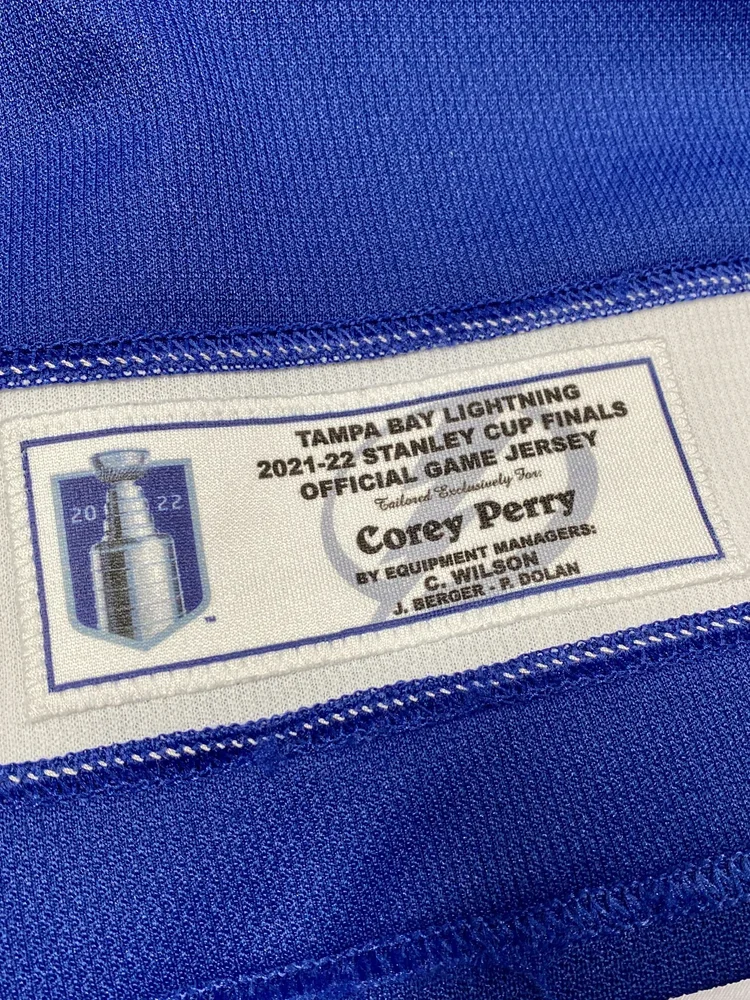 TAMPA BAY LIGHTNING
2021-22 STANLEY CUP FINALS
OFFICIAL GAME JERSEY
Tailored Exclusively For:
Corey Perry
BY EQUIPMENT MANAGERS:
C. WILSON
J. BERGER - P. DOLAN
20 22
TM